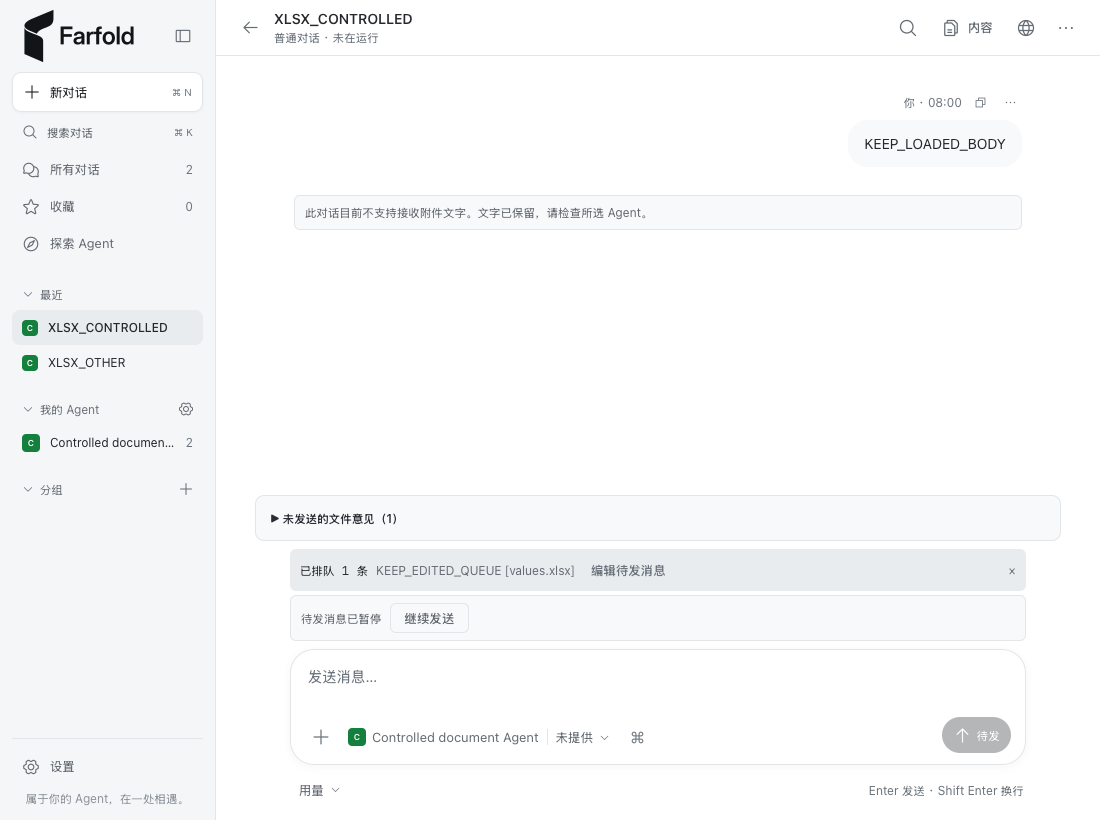 Farfold
新对话 ⌘ N
搜索对话 ⌘ K
所有对话 2
收藏 0
探索 Agent
最近
C XLSX_CONTROLLED
C XLSX_OTHER
我的 Agent
C Controlled documen... 2
分组
设置
属于你的 Agent，在一处相遇。
XLSX_CONTROLLED
普通对话 · 未在运行
内容
你 · 08:00
KEEP_LOADED_BODY
此对话目前不支持接收附件文字。文字已保留，请检查所选 Agent。
未发送的文件意见（1）
已排队 1 条 KEEP_EDITED_QUEUE [values.xlsx] 编辑待发消息 ×
待发消息已暂停 继续发送
发送消息...
C Controlled document Agent 未提供 ⌘ 待发
用量 Enter 发送 · Shift Enter 换行